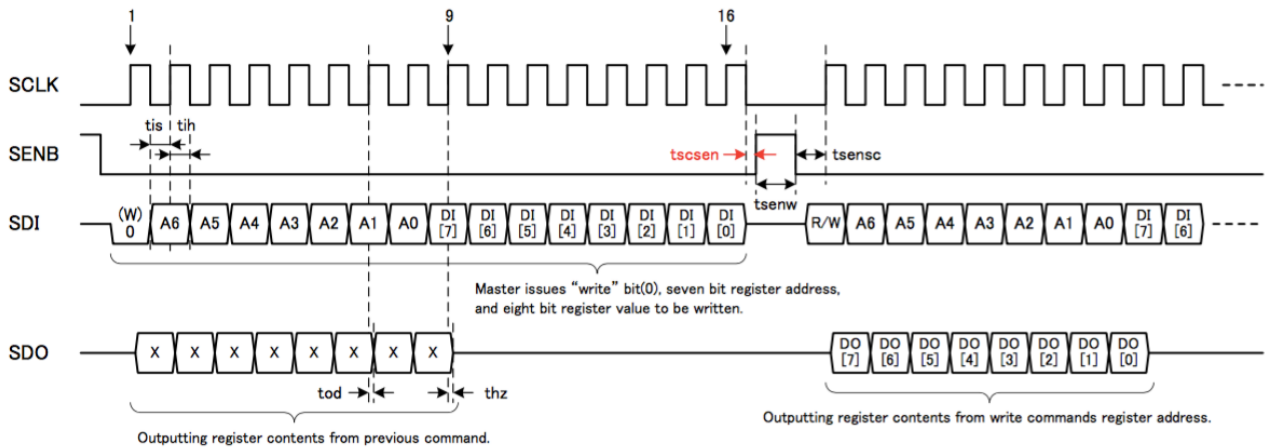 1 9 16
SCLK
tis tih
SENB
tscsen tsensc
tsenw
SDI
(W) 0 A6 A5 A4 A3 A2 A1 A0 DI [7] DI [6] DI [5] DI [4] DI [3] DI [2] DI [1] DI [0] R/W A6 A5 A4 A3 A2 A1 A0 DI [7] DI [6]
Master issues “write” bit(0), seven bit register address,
and eight bit register value to be written.
SDO
X X X X X X X X DO [7] DO [6] DO [5] DO [4] DO [3] DO [2] DO [1] DO [0]
tod thz
Outputting register contents from write commands register address.
Outputting register contents from previous command.